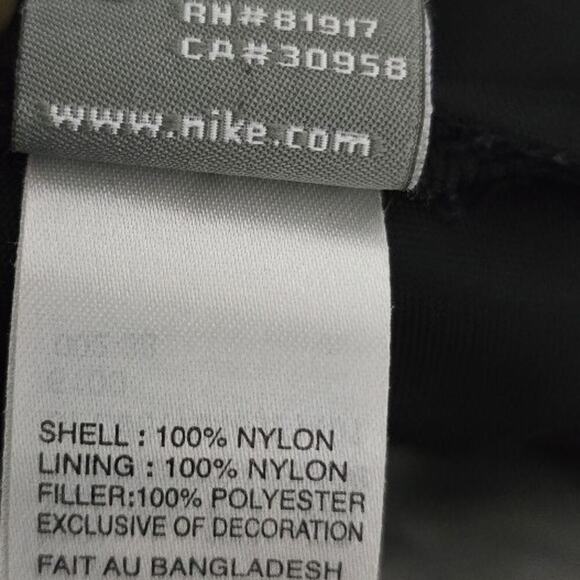 RN#81917
CA#30958
www.nike.com
SHELL : 100% NYLON
LINING : 100% NYLON
FILLER:100% POLYESTER
EXCLUSIVE OF DECORATION
FAIT AU BANGLADESH